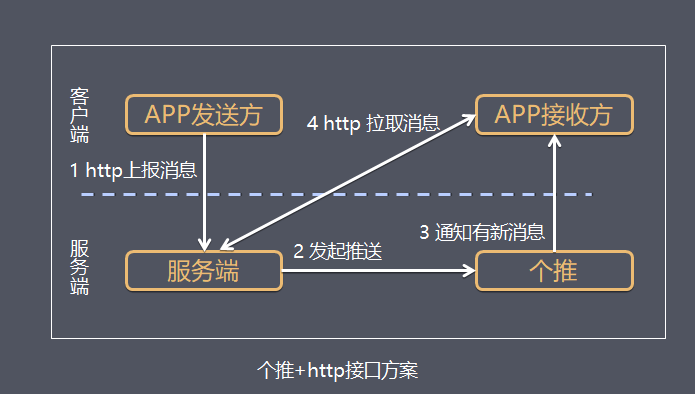 客户端
APP发送方
APP接收方
4 http 拉取消息
1 http上报消息
服务端
3 通知有新消息
2 发起推送
服务端
个推
个推+http接口方案